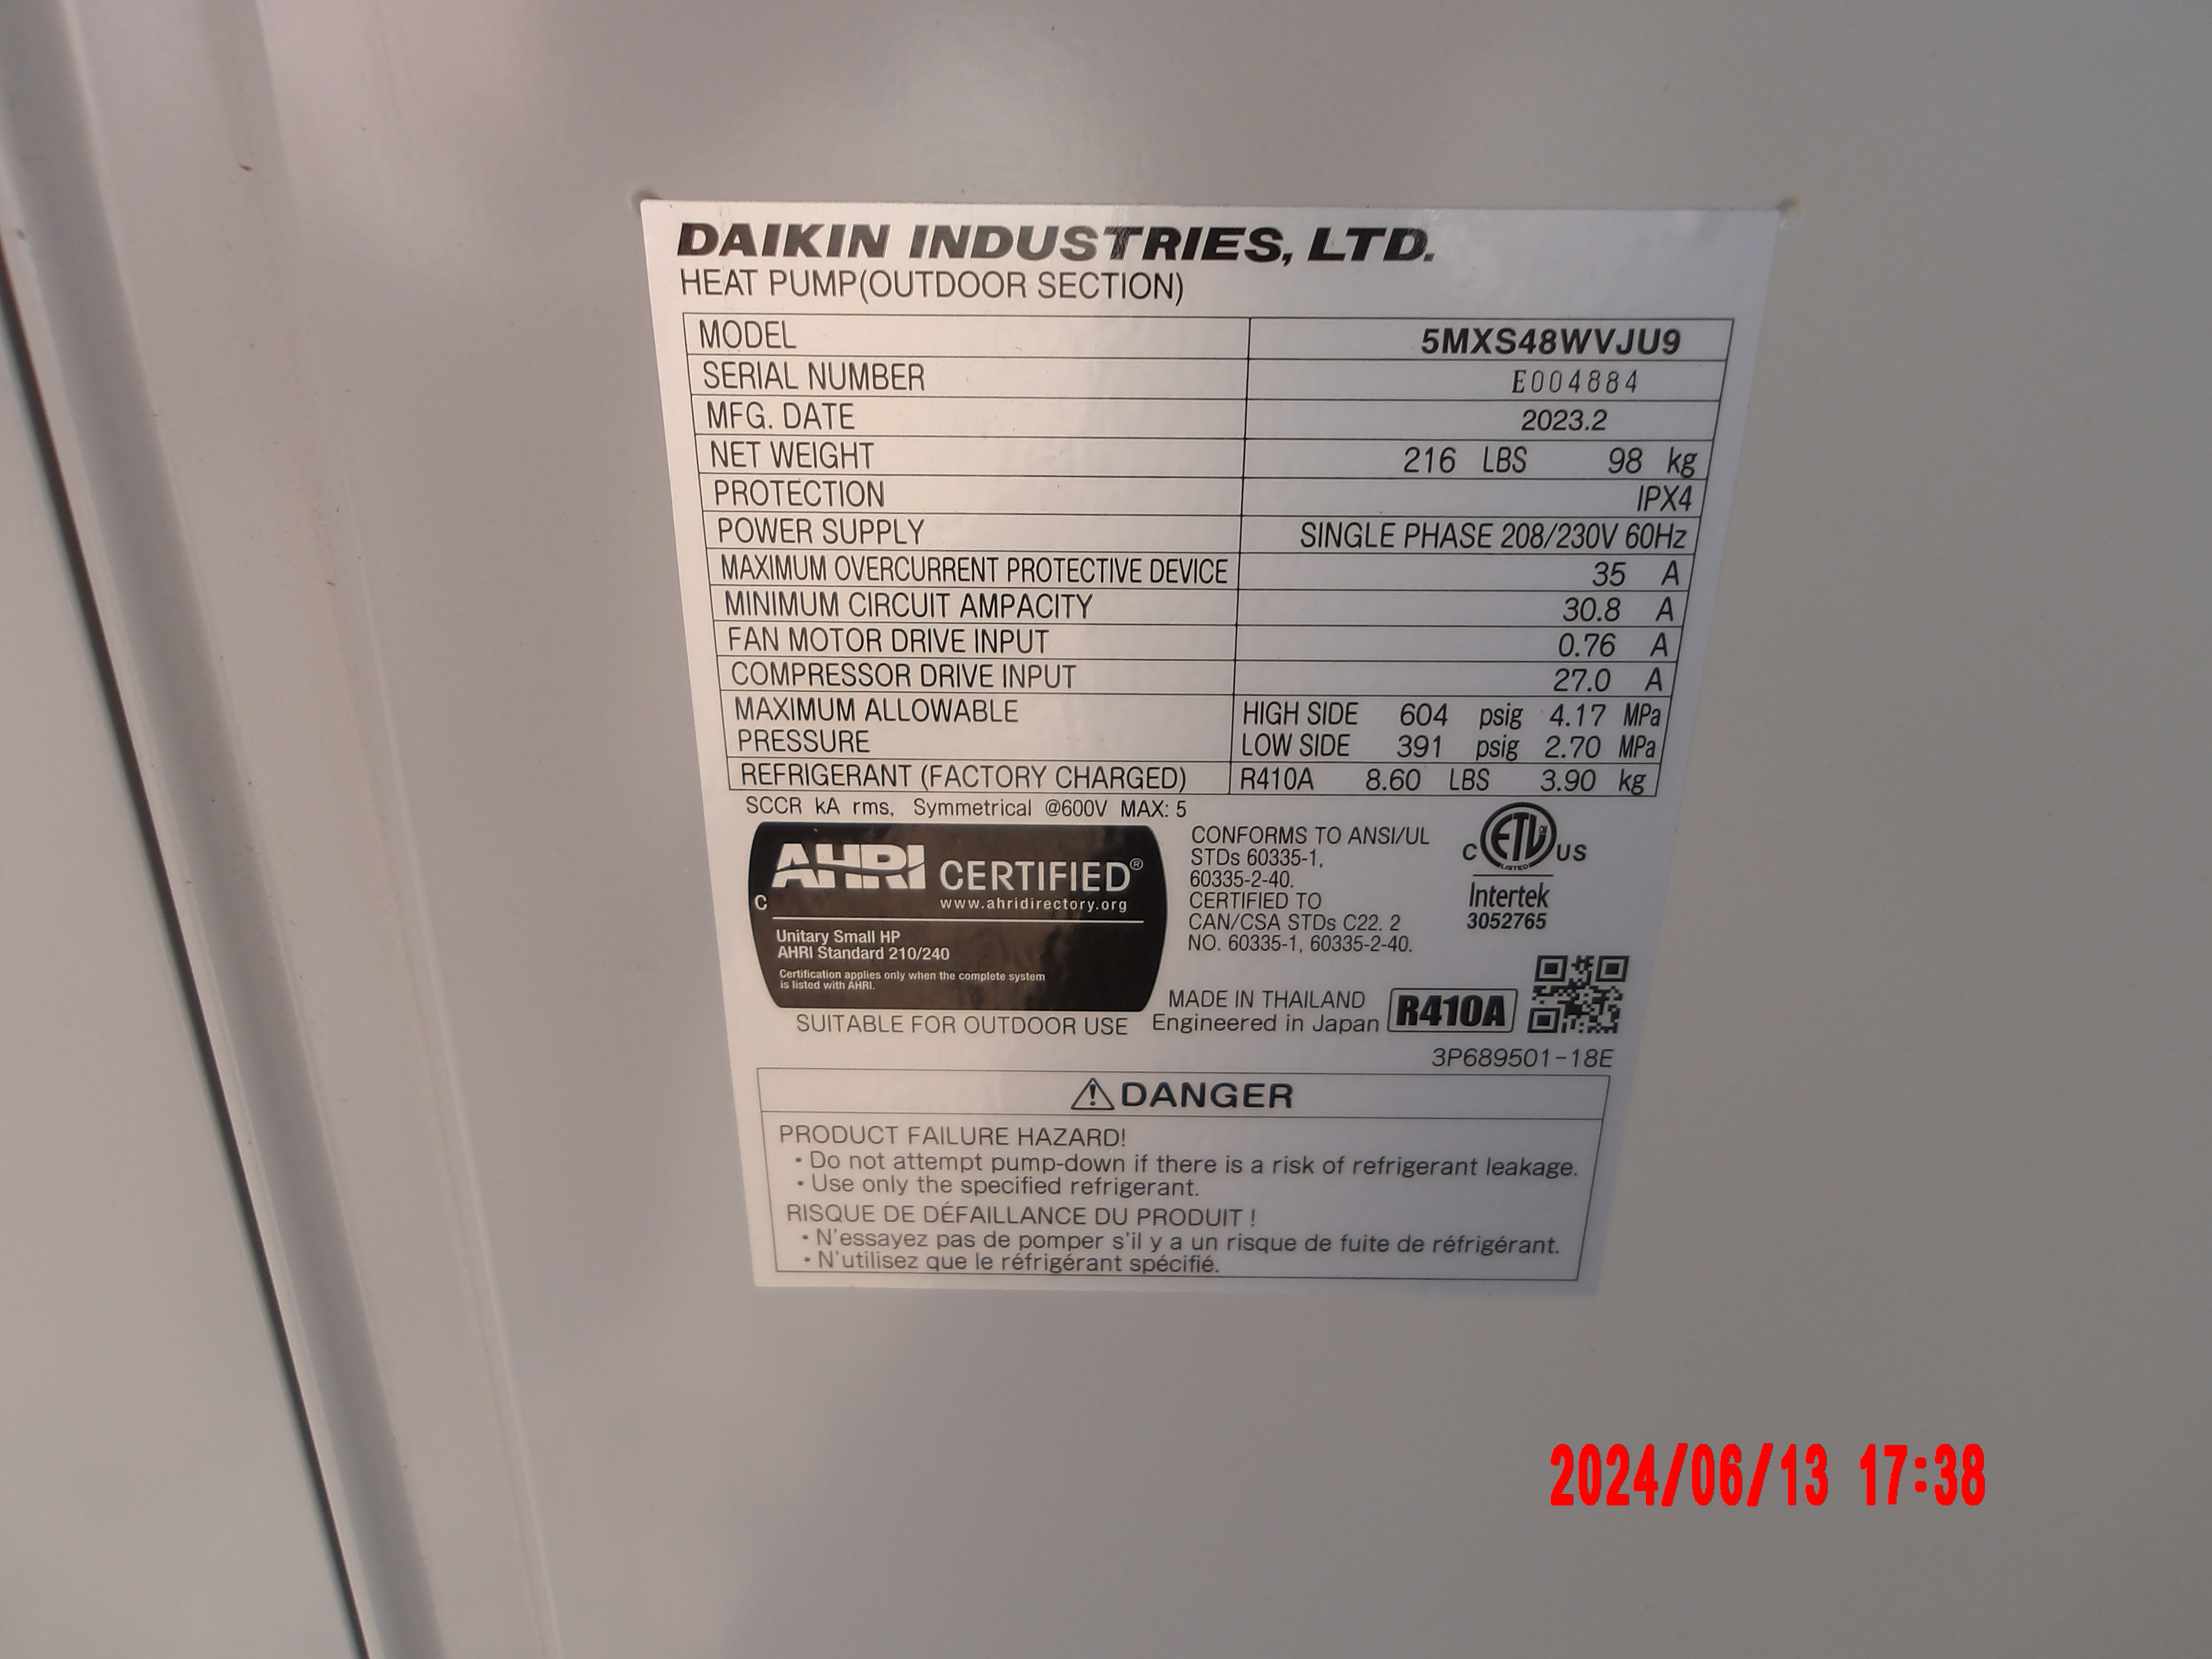 DAIKIN INDUSTRIES, LTD.
HEAT PUMP(OUTDOOR SECTION)
MODEL 5MXS48WVJU9
SERIAL NUMBER E004884
MFG. DATE 2023.2
NET WEIGHT 216 LBS 98 kg
PROTECTION IPX4
POWER SUPPLY SINGLE PHASE 208/230V 60Hz
MAXIMUM OVERCURRENT PROTECTIVE DEVICE 35 A
MINIMUM CIRCUIT AMPACITY 30.8 A
FAN MOTOR DRIVE INPUT 0.76 A
COMPRESSOR DRIVE INPUT 27.0 A
MAXIMUM ALLOWABLE HIGH SIDE 604 psig 4.17 MPa
PRESSURE LOW SIDE 391 psig 2.70 MPa
REFRIGERANT (FACTORY CHARGED) R410A 8.60 LBS 3.90 kg
SCCR kA rms, Symmetrical @600V MAX: 5
AHRI CERTIFIED®
www.ahridirectory.org
C
Unitary Small HP
AHRI Standard 210/240
Certification applies only when the complete system
is listed with AHRI.
CONFORMS TO ANSI/UL
STDs 60335-1,
60335-2-40.
CERTIFIED TO
CAN/CSA STDs C22. 2
NO. 60335-1, 60335-2-40.
C ETL CM US
LISTED
Intertek
3052765
SUITABLE FOR OUTDOOR USE
MADE IN THAILAND
Engineered in Japan
R410A
3P689501-18E
DANGER
PRODUCT FAILURE HAZARD!
・Do not attempt pump-down if there is a risk of refrigerant leakage.
・Use only the specified refrigerant.
RISQUE DE DÉFAILLANCE DU PRODUIT !
・N'essayez pas de pomper s'il y a un risque de fuite de réfrigérant.
・N'utilisez que le réfrigérant spécifié.
2024/06/13 17:38